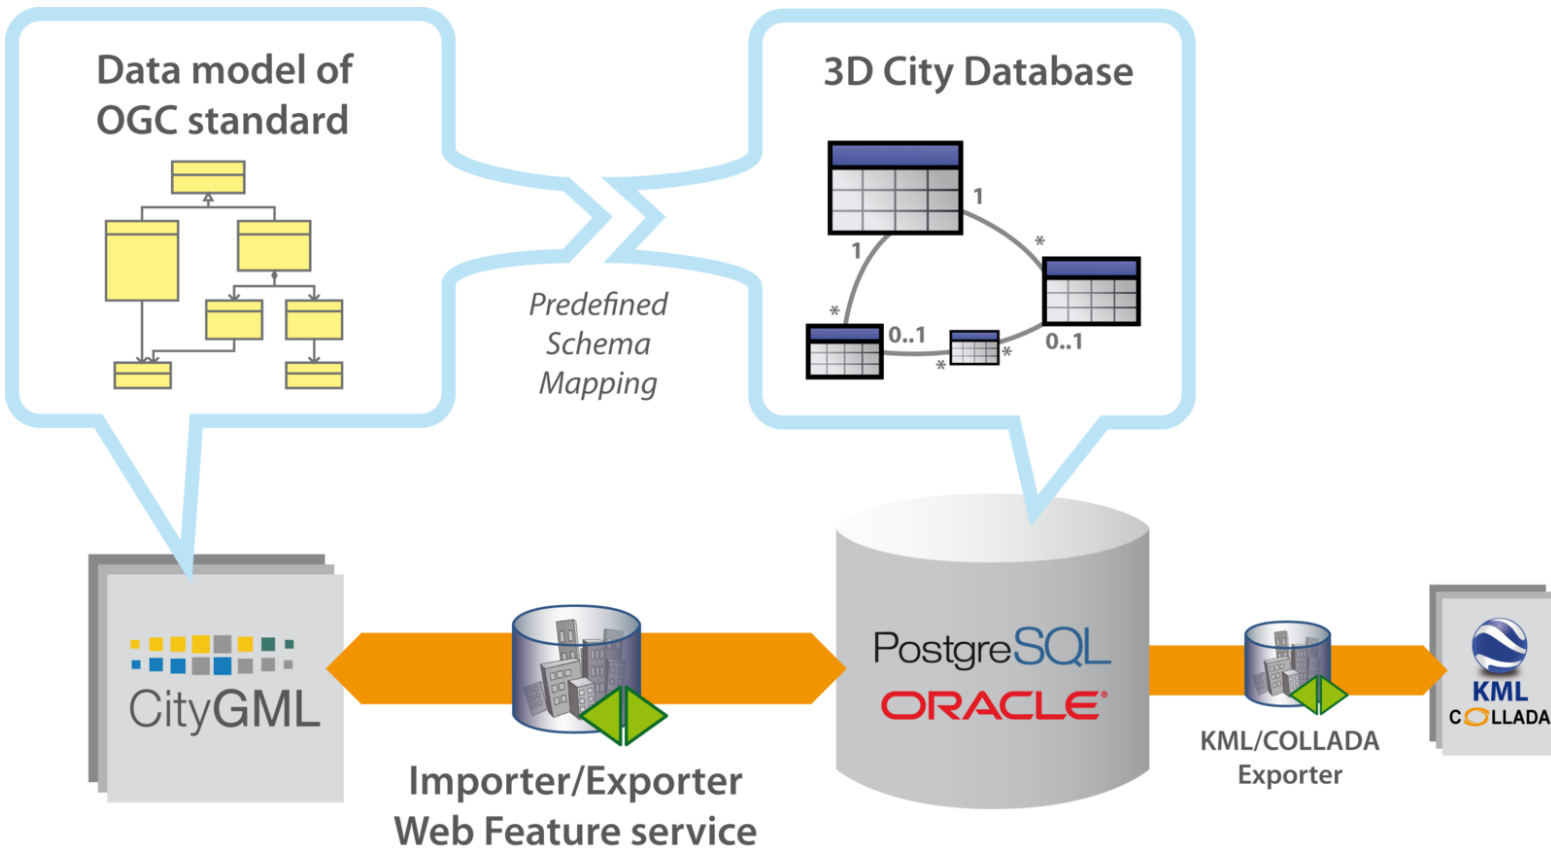 Data model of
OGC standard
3D City Database
1
*
1
*
0..1
*
*
0..1
Predefined
Schema
Mapping
CityGML
PostgreSQL
ORACLE®
KML
COLLADA
KML/COLLADA
Exporter
Importer/Exporter
Web Feature service